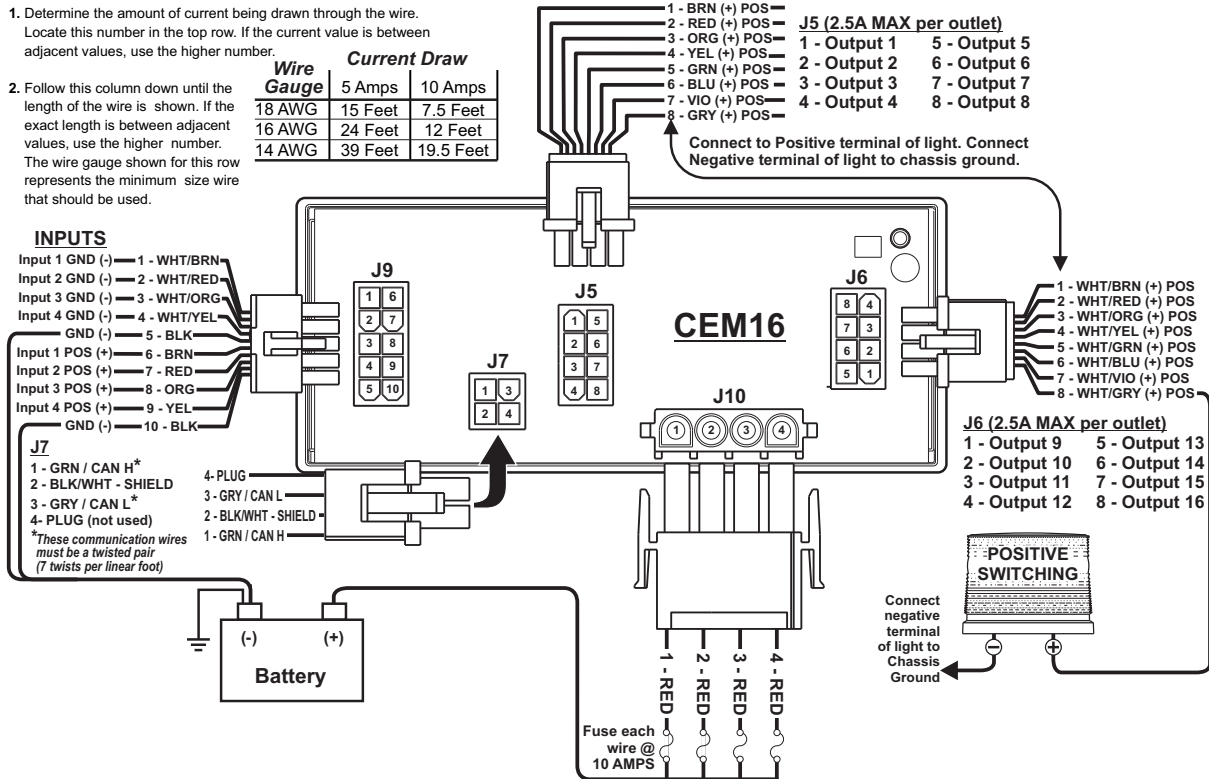 1. Determine the amount of current being drawn through the wire.
Locate this number in the top row. If the current value is between
adjacent values, use the higher number.
2. Follow this column down until the
length of the wire is shown. If the
exact length is between adjacent
values, use the higher number.
The wire gauge shown for this row
represents the minimum size wire
that should be used.
Wire Gauge Current Draw
5 Amps 10 Amps
18 AWG 15 Feet 7.5 Feet
16 AWG 24 Feet 12 Feet
14 AWG 39 Feet 19.5 Feet
1 - BRN (+) POS
2 - RED (+) POS
3 - ORG (+) POS
4 - YEL (+) POS
5 - GRN (+) POS
6 - BLU (+) POS
7 - VIO (+) POS
8 - GRY (+) POS
J5 (2.5A MAX per outlet)
1 - Output 1 5 - Output 5
2 - Output 2 6 - Output 6
3 - Output 3 7 - Output 7
4 - Output 4 8 - Output 8
Connect to Positive terminal of light. Connect
Negative terminal of light to chassis ground.
INPUTS
Input 1 GND (-) 1 - WHT/BRN
Input 2 GND (-) 2 - WHT/RED
Input 3 GND (-) 3 - WHT/ORG
Input 4 GND (-) 4 - WHT/YEL
GND (-) 5 - BLK
Input 1 POS (+) 6 - BRN
Input 2 POS (+) 7 - RED
Input 3 POS (+) 8 - ORG
Input 4 POS (+) 9 - YEL
GND (-) 10 - BLK
J9
1 6
2 7
3 8
4 9
5 10
J7
1 3
2 4
J5
1 5
2 6
3 7
4 8
CEM16
J6
8 4
7 3
6 2
5 1
J10
1 2 3 4
1 - WHT/BRN (+) POS
2 - WHT/RED (+) POS
3 - WHT/ORG (+) POS
4 - WHT/YEL (+) POS
5 - WHT/GRN (+) POS
6 - WHT/BLU (+) POS
7 - WHT/VIO (+) POS
8 - WHT/GRY (+) POS
J6 (2.5A MAX per outlet)
1 - Output 9 5 - Output 13
2 - Output 10 6 - Output 14
3 - Output 11 7 - Output 15
4 - Output 12 8 - Output 16
J7
1 - GRN / CAN H*
2 - BLK/WHT - SHIELD
3 - GRY / CAN L*
4- PLUG (not used)
*These communication wires
must be a twisted pair
(7 twists per linear foot)
4- PLUG
3 - GRY / CAN L
2 - BLK/WHT - SHIELD
1 - GRN / CAN H
(-) (+)
Battery
1 - RED
2 - RED
3 - RED
4 - RED
Fuse each
wire @
10 AMPS
POSITIVE
SWITCHING
Connect
negative
terminal
of light to
Chassis
Ground
− +